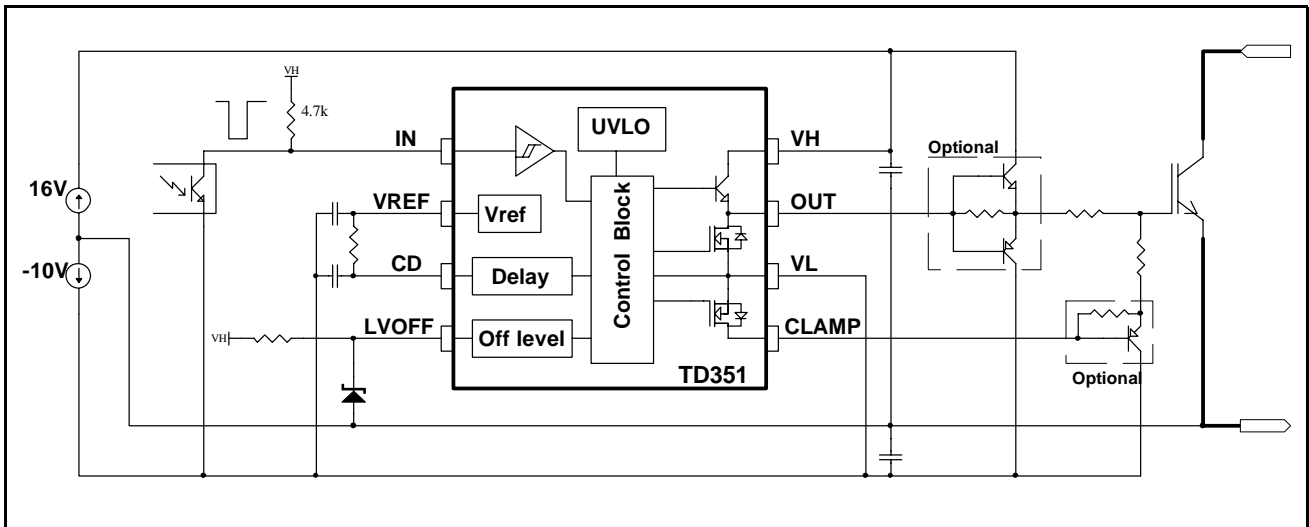 VH
4.7k
16V
-10V
VH
IN
VREF
CD
LVOFF
UVLO
Vref
Delay
Off level
Control Block
TD351
VH
OUT
VL
CLAMP
Optional
Optional